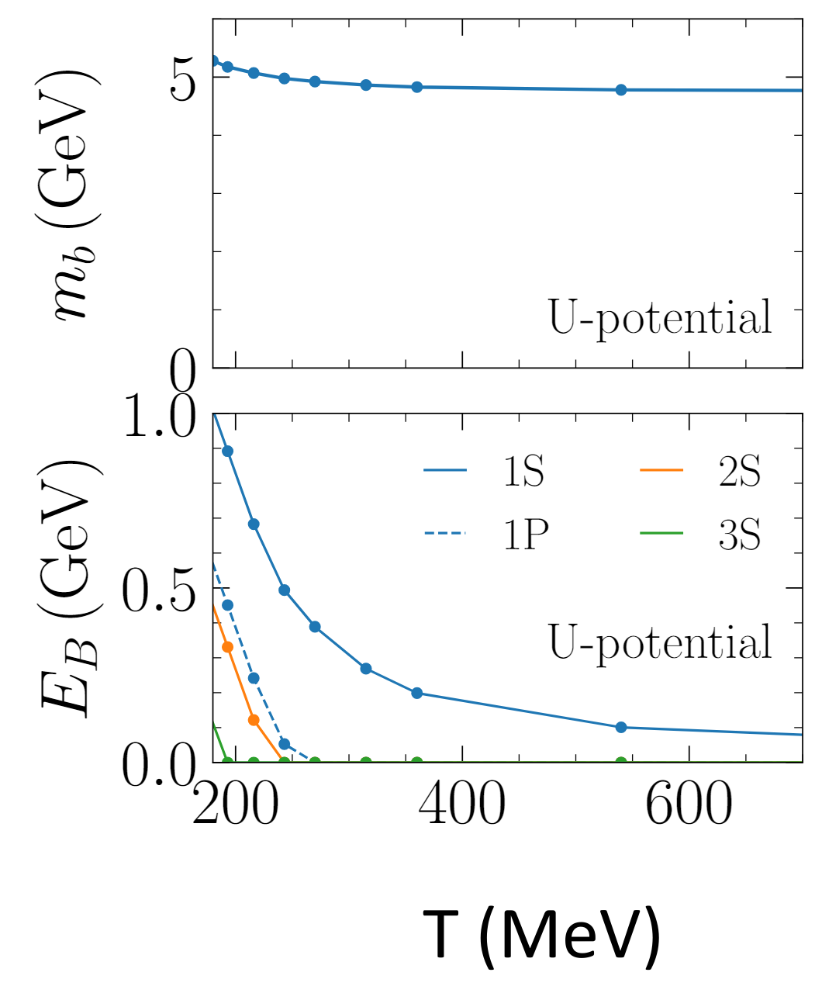 m_b (GeV)
5
0
U-potential
E_B (GeV)
1.0
0.5
0.0
1S 2S
1P 3S
U-potential
200 400 600
T (MeV)